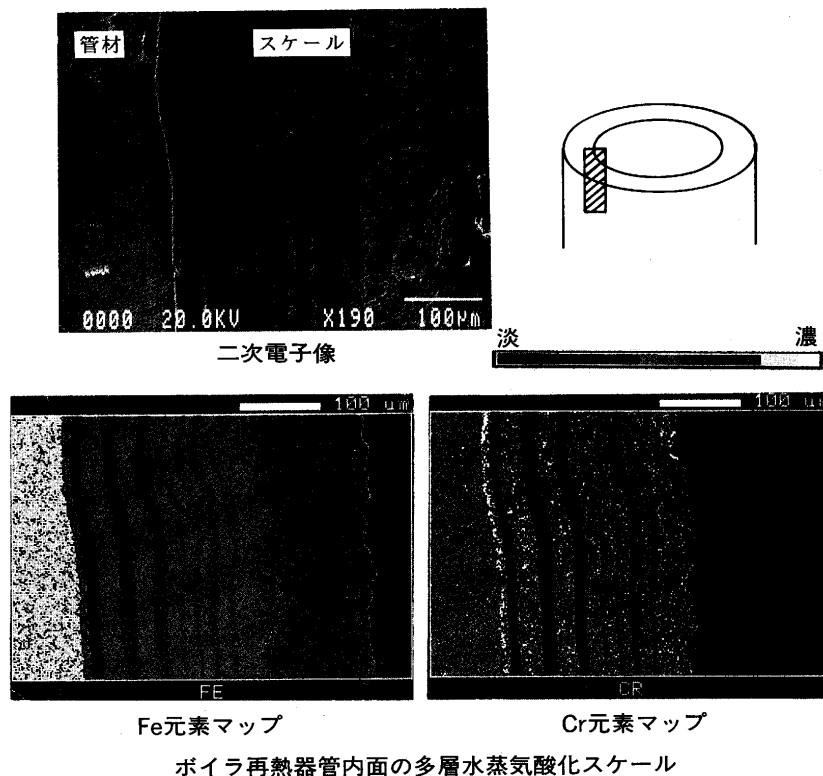 管材
スケール
0000 20.0KV X190 100μm
二次電子像
淡 濃
100 um
FE
Fe元素マップ
100 u
CR
Cr元素マップ
ボイラ再熱器管内面の多層水蒸気酸化スケール